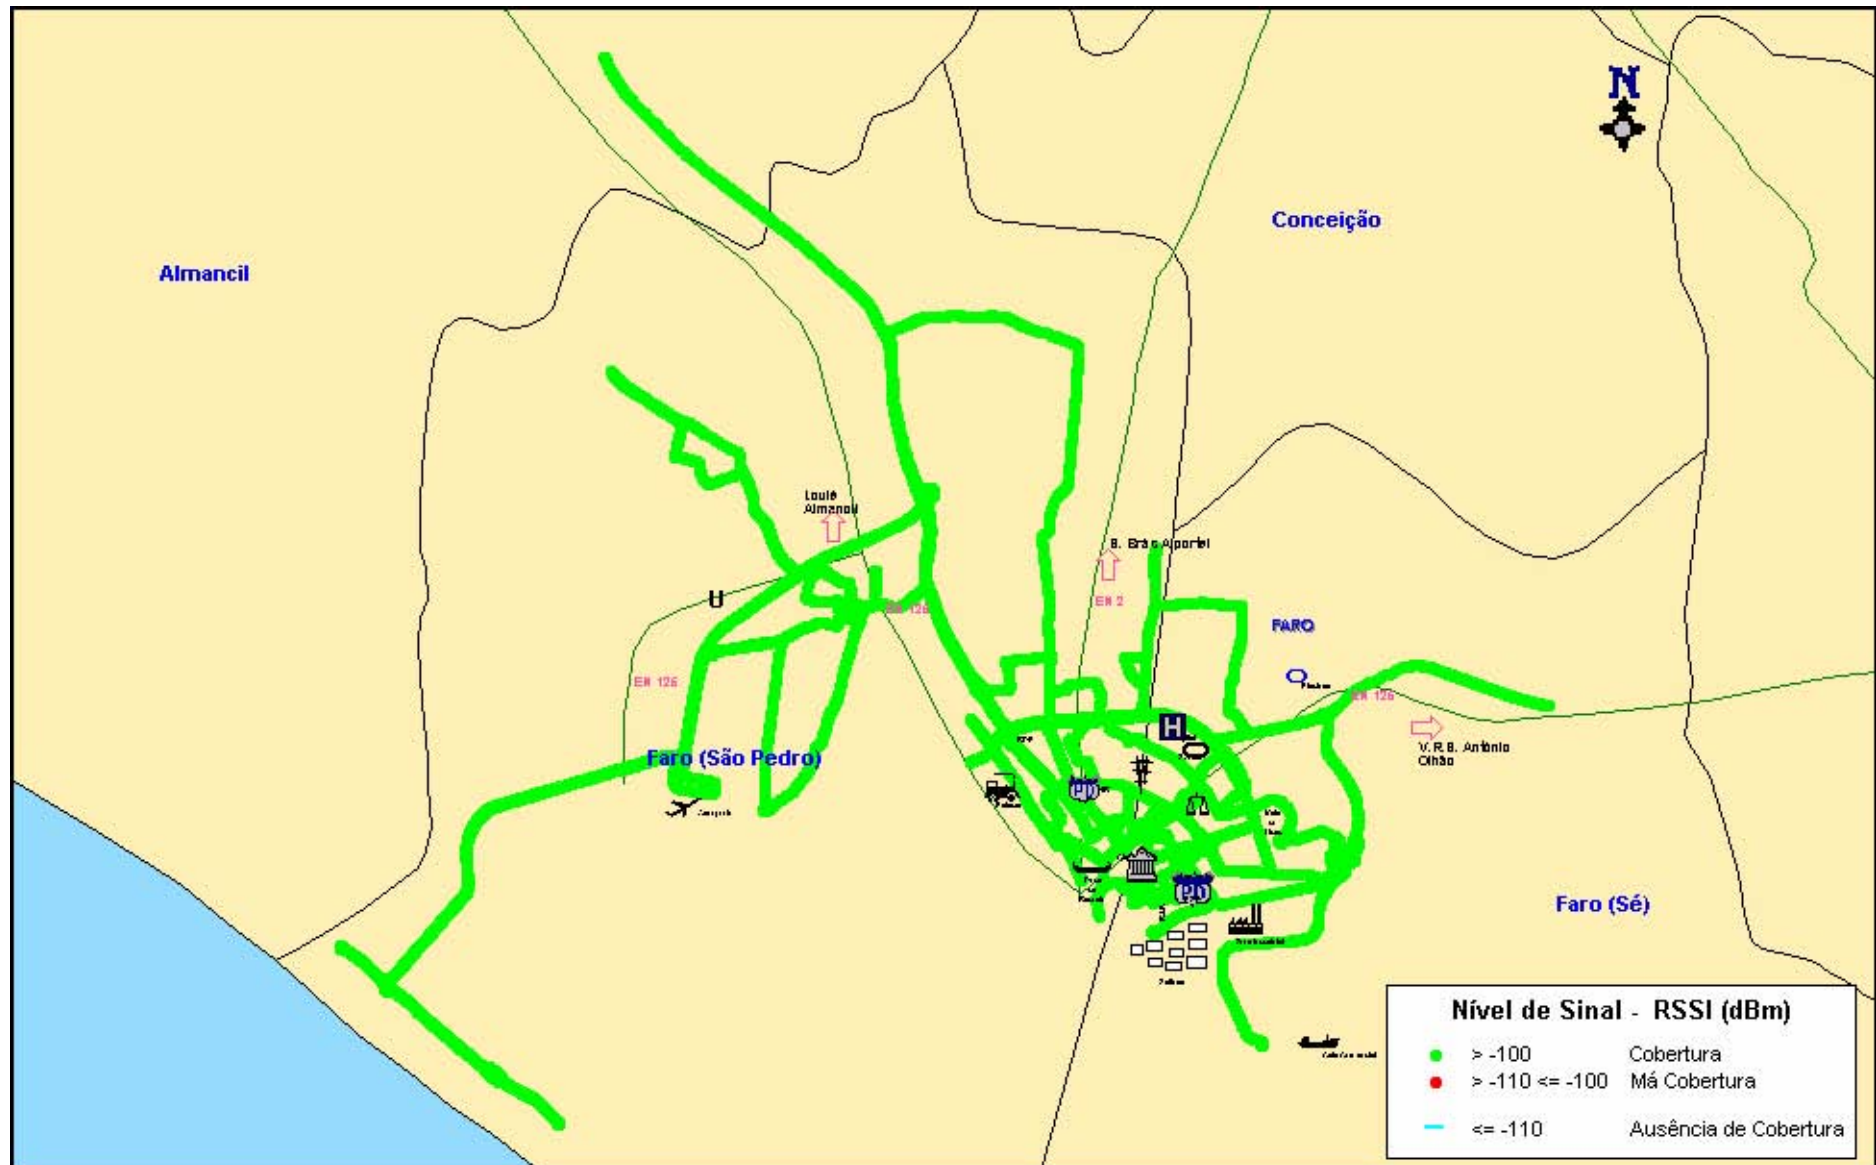 N
Conceição
Almancil
Loulé
Almancil
S. Brás Alportel
U
EN 125
EN 2
FARO
EN 125
EN 125
Faro (São Pedro)
H
V.R.S. António
Olhão
Faro (Sé)
Nível de Sinal - RSSI (dBm)
> -100 Cobertura
> -110 <= -100 Má Cobertura
<= -110 Ausência de Cobertura